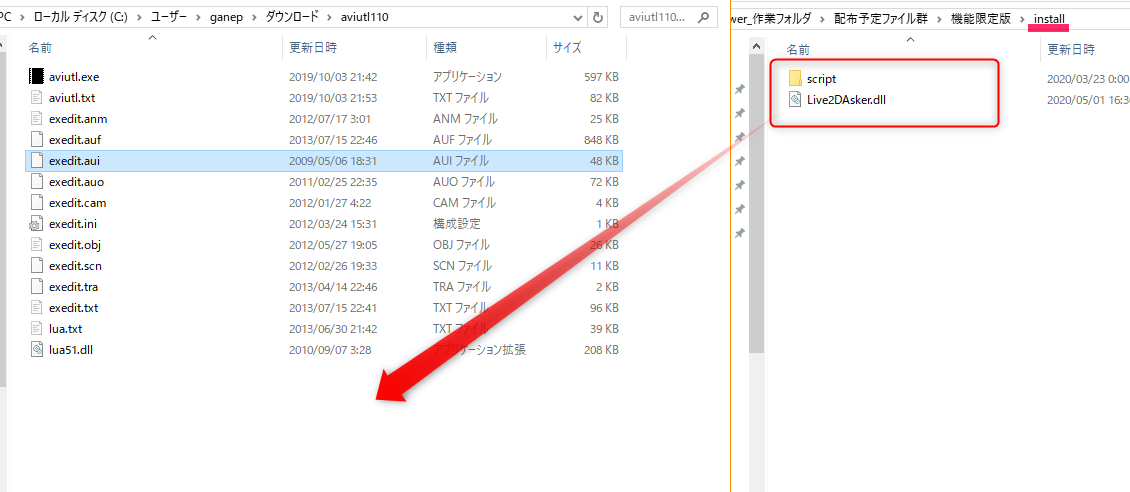 PC › ローカル ディスク (C:) › ユーザー › ganep › ダウンロード › aviutl110
aviutl110...
名前 更新日時 種類 サイズ
aviutl.exe 2019/10/03 21:42 アプリケーション 597 KB
aviutl.txt 2019/10/03 21:53 TXT ファイル 82 KB
exedit.anm 2012/07/17 3:01 ANM ファイル 25 KB
exedit.auf 2013/07/15 22:46 AUF ファイル 848 KB
exedit.aui 2009/05/06 18:31 AUI ファイル 48 KB
exedit.auo 2011/02/25 22:35 AUO ファイル 72 KB
exedit.cam 2012/01/27 4:22 CAM ファイル 4 KB
exedit.ini 2012/03/24 15:31 構成設定 1 KB
exedit.obj 2012/05/27 19:05 OBJ ファイル 26 KB
exedit.scn 2012/02/26 19:33 SCN ファイル 11 KB
exedit.tra 2013/04/14 22:46 TRA ファイル 2 KB
exedit.txt 2013/07/15 22:41 TXT ファイル 96 KB
lua.txt 2013/06/30 21:42 TXT ファイル 39 KB
lua51.dll 2010/09/07 3:28 アプリケーション拡張 208 KB
wer_作業フォルダ › 配布予定ファイル群 › 機能限定版 › install
名前 更新日時
script 2020/03/23 0:00
Live2DAsker.dll 2020/05/01 16:3